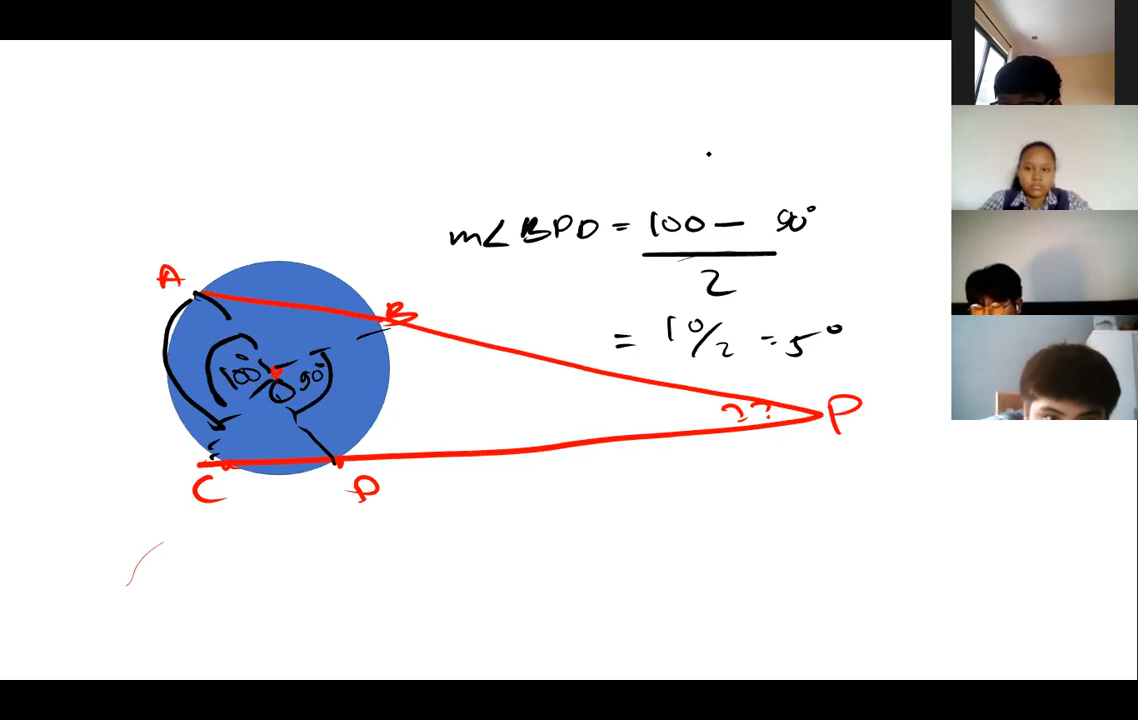 m∠BPD = 100 - 90°
2
= 10/2 = 5°
A
B
100° O 90°
? ? P
C D